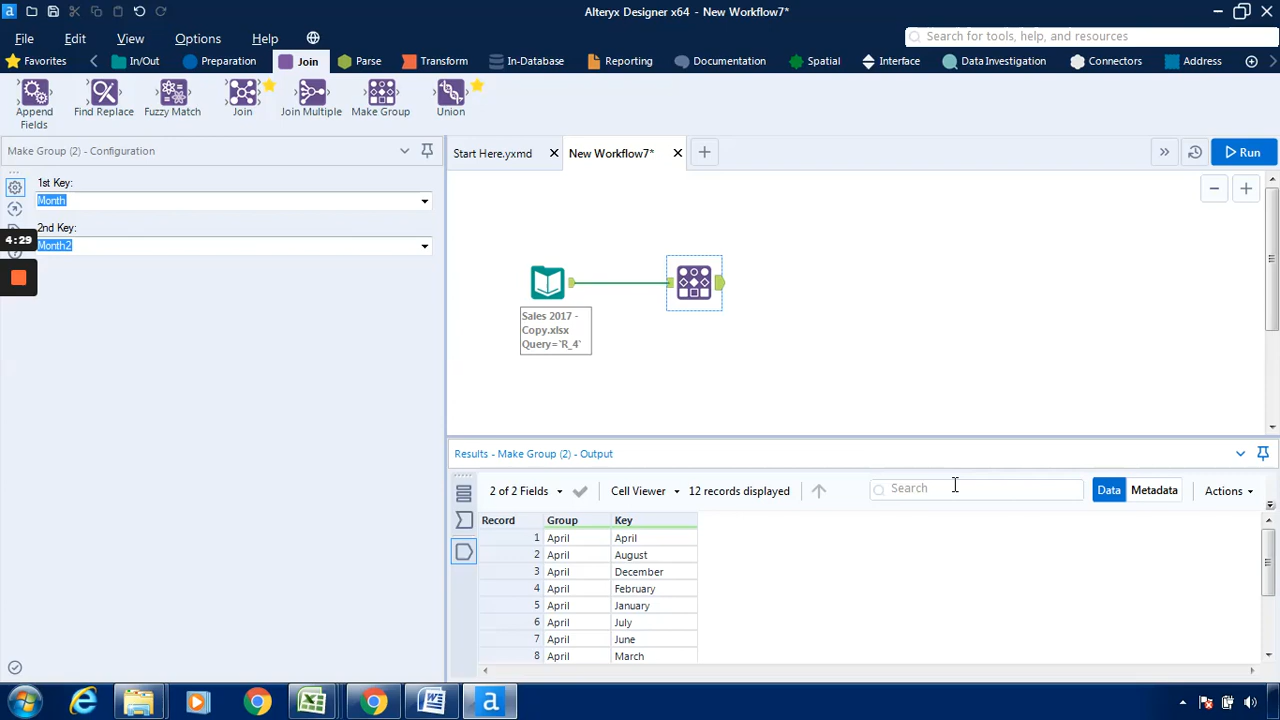 Alteryx Designer x64 - New Workflow7*
File Edit View Options Help
Search for tools, help, and resources
Favorites In/Out Preparation Join Parse Transform In-Database Reporting Documentation Spatial Interface Data Investigation Connectors Address
Append Fields
Find Replace
Fuzzy Match
Join
Join Multiple
Make Group
Union
Make Group (2) - Configuration
1st Key:
Month
2nd Key:
Month2
4:29
Start Here.yxmd
New Workflow7*
Run
Sales 2017 -
Copy.xlsx
Query=`R_4`
Results - Make Group (2) - Output
2 of 2 Fields Cell Viewer 12 records displayed Search Data Metadata Actions
Record Group Key
1 April April
2 April August
3 April December
4 April February
5 April January
6 April July
7 April June
8 April March